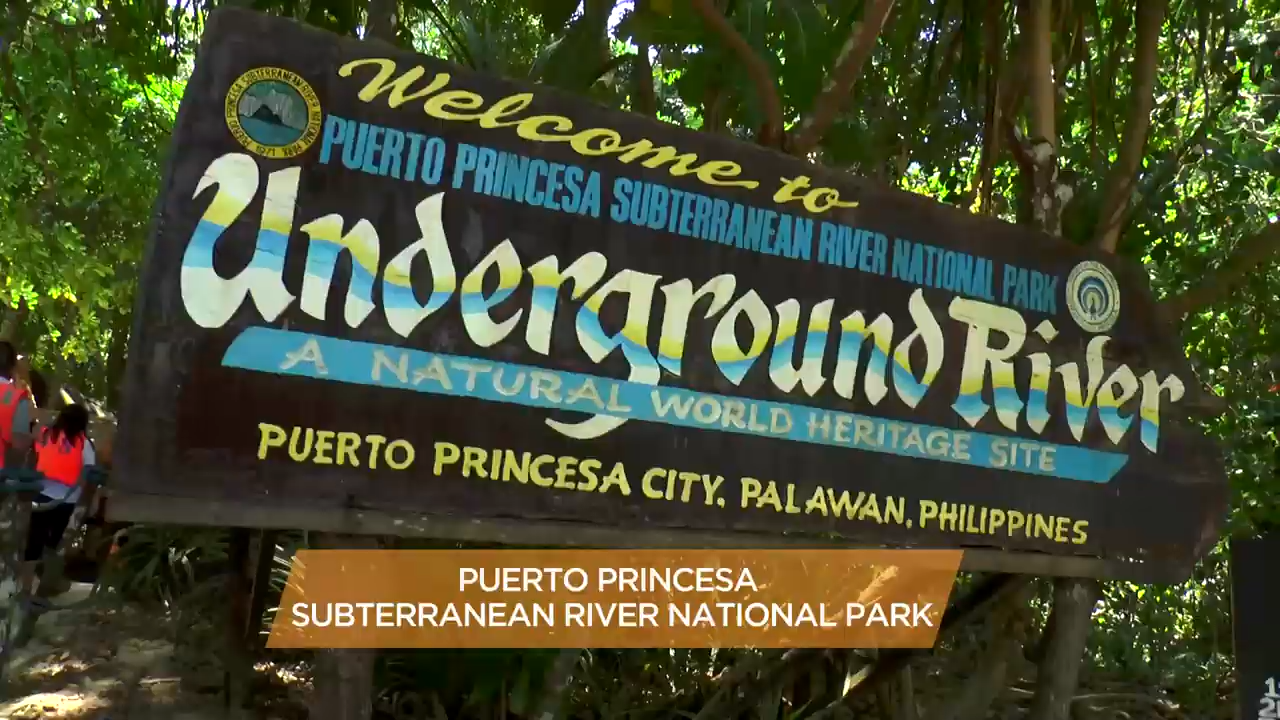 Welcome to
PUERTO PRINCESA SUBTERRANEAN RIVER NATIONAL PARK
Underground River
A NATURAL WORLD HERITAGE SITE
PUERTO PRINCESA CITY, PALAWAN, PHILIPPINES
PUERTO PRINCESA
SUBTERRANEAN RIVER NATIONAL PARK